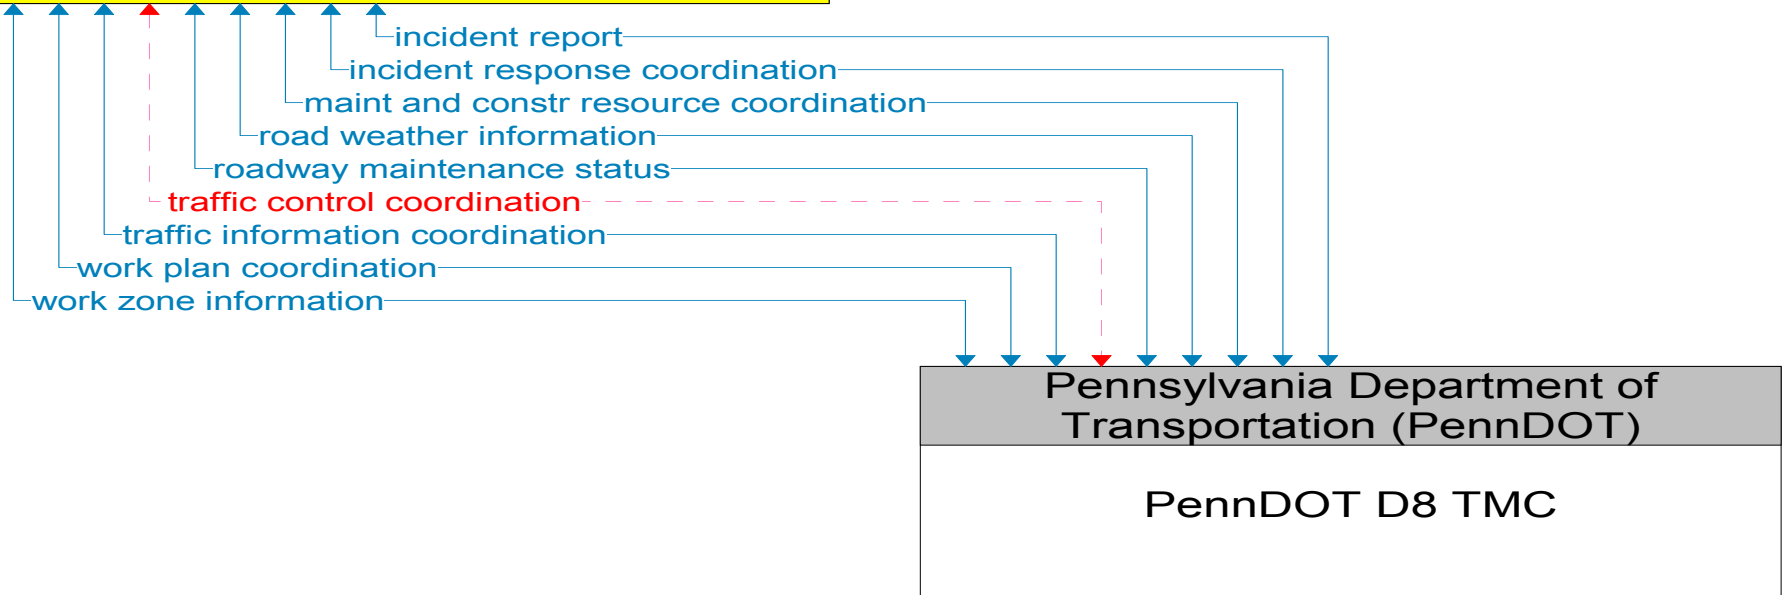 incident report
incident response coordination
maint and constr resource coordination
road weather information
roadway maintenance status
traffic control coordination
traffic information coordination
work plan coordination
work zone information
Pennsylvania Department of
Transportation (PennDOT)
PennDOT D8 TMC